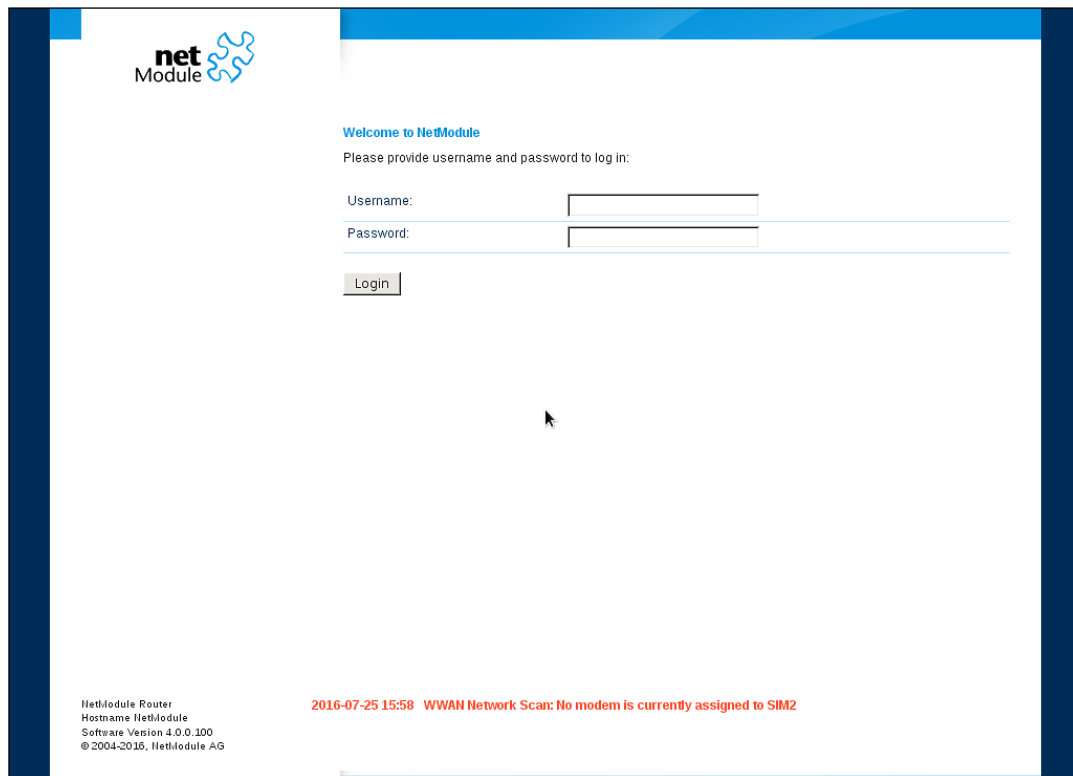 net
Module
Welcome to NetModule
Please provide username and password to log in:
Username:
Password:
Login
NetModule Router
Hostname NetModule
Software Version 4.0.0.100
© 2004-2016, NetModule AG
2016-07-25 15:58 WWAN Network Scan: No modem is currently assigned to SIM2